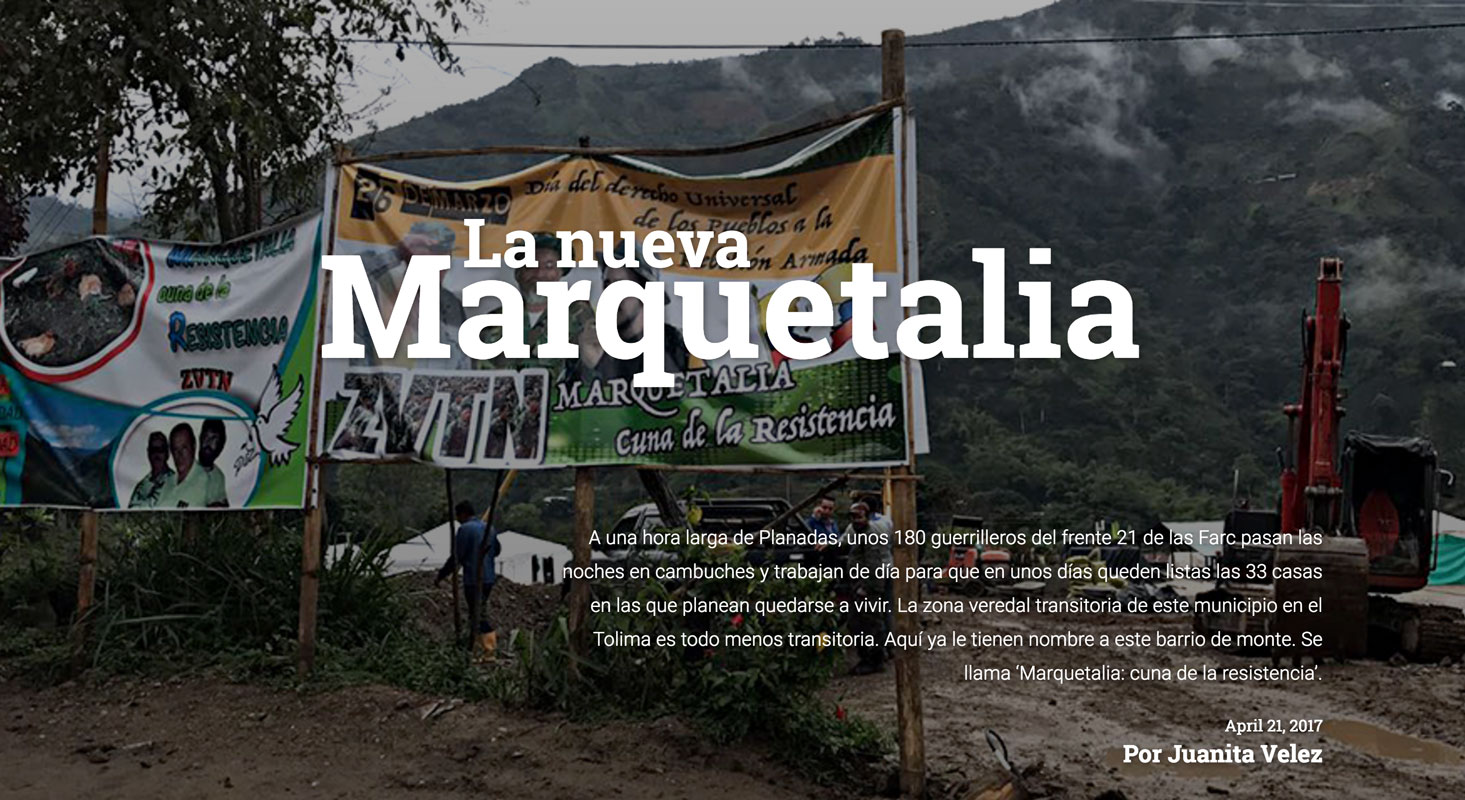 La nueva
Marquetalia
26 DE MARZO
Día del derecho Universal
de los Pueblos a la
Armada
ZVTN
MARQUETALIA
Cuna de la Resistencia
MARQUETALIA
cuna de la
RESISTENCIA
ZVTN
A una hora larga de Planadas, unos 180 guerrilleros del frente 21 de las Farc pasan las
noches en cambuches y trabajan de día para que en unos días queden listas las 33 casas
en las que planean quedarse a vivir. La zona veredal transitoria de este municipio en el
Tolima es todo menos transitoria. Aquí ya le tienen nombre a este barrio de monte. Se
llama ‘Marquetalia: cuna de la resistencia’.
April 21, 2017
Por Juanita Velez